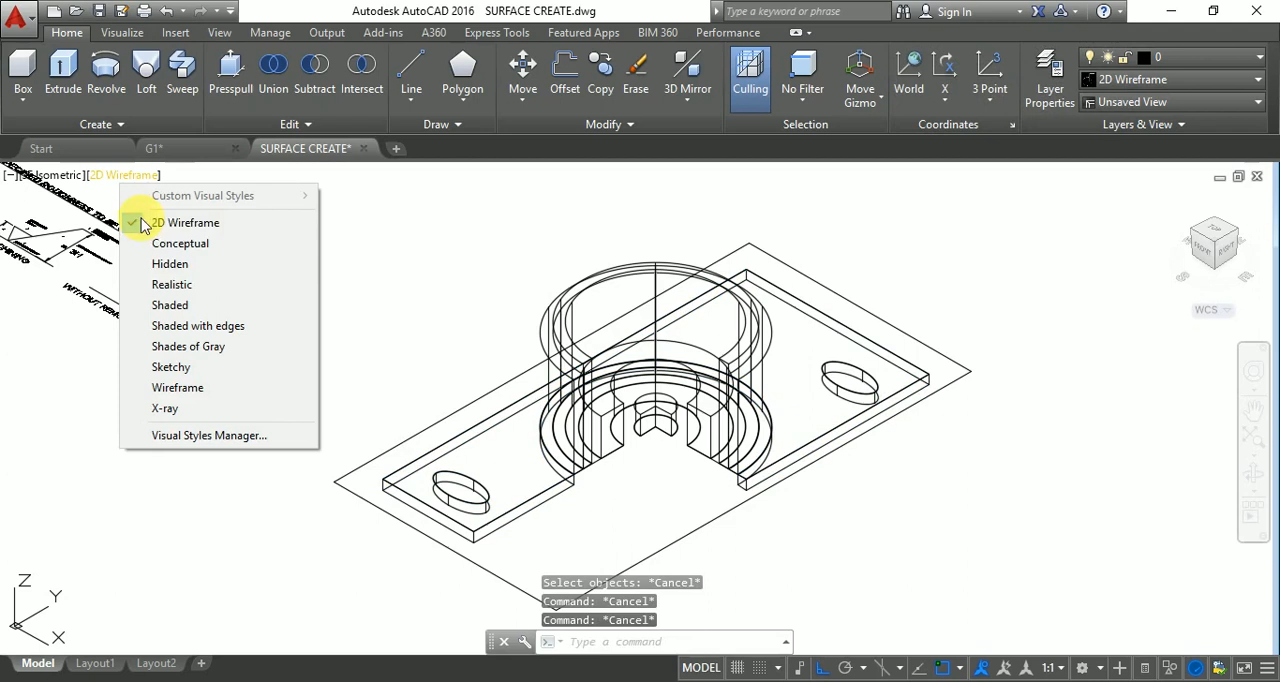 Autodesk AutoCAD 2016   SURFACE CREATE.dwg
Type a keyword or phrase
Sign In
Home Visualize Insert View Manage Output Add-ins A360 Express Tools Featured Apps BIM 360 Performance
Box Extrude Revolve Loft Sweep Presspull Union Subtract Intersect Line Polygon Move Offset Copy Erase 3D Mirror Culling No Filter Move Gizmo World X 3 Point Layer Properties
0
2D Wireframe
Unsaved View
Create Edit Draw Modify Selection Coordinates Layers & View
Start G1* SURFACE CREATE*
Isometric][2D Wireframe]
Custom Visual Styles
2D Wireframe
Conceptual
Hidden
Realistic
Shaded
Shaded with edges
Shades of Gray
Sketchy
Wireframe
X-ray
Visual Styles Manager...
TOP
FRONT RIGHT
S E
WCS
Z
Y
X
Select objects: *Cancel*
Command: *Cancel*
Command: *Cancel*
Type a command
Model Layout1 Layout2
MODEL
1:1